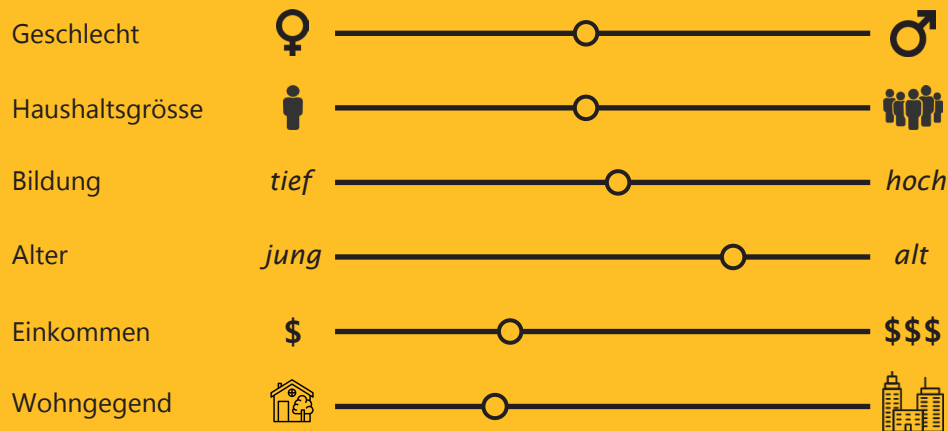 Geschlecht
Haushaltsgrösse
Bildung tief hoch
Alter jung alt
Einkommen $ $$$
Wohngegend